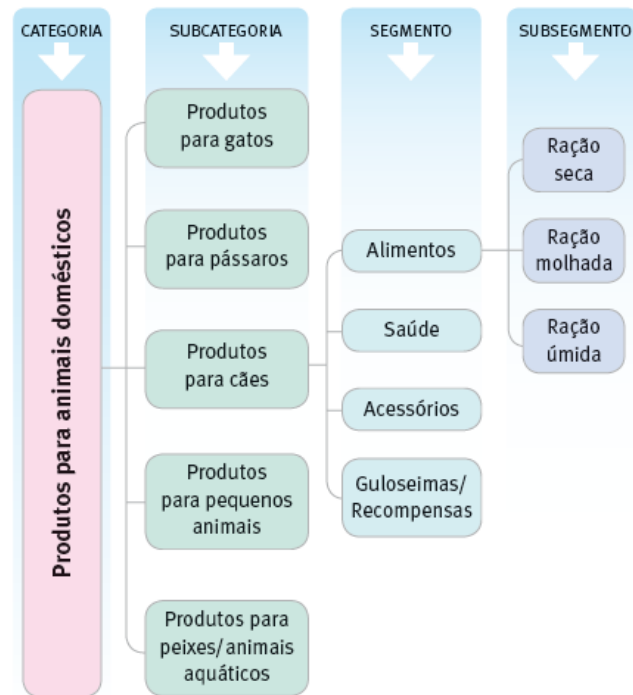 CATEGORIA
SUBCATEGORIA
SEGMENTO
SUBSEGMENTO
Produtos para animais domésticos
Produtos
para gatos
Produtos
para pássaros
Produtos
para cães
Produtos
para pequenos
animais
Produtos para
peixes/animais
aquáticos
Alimentos
Saúde
Acessórios
Guloseimas/
Recompensas
Ração
seca
Ração
molhada
Ração
úmida